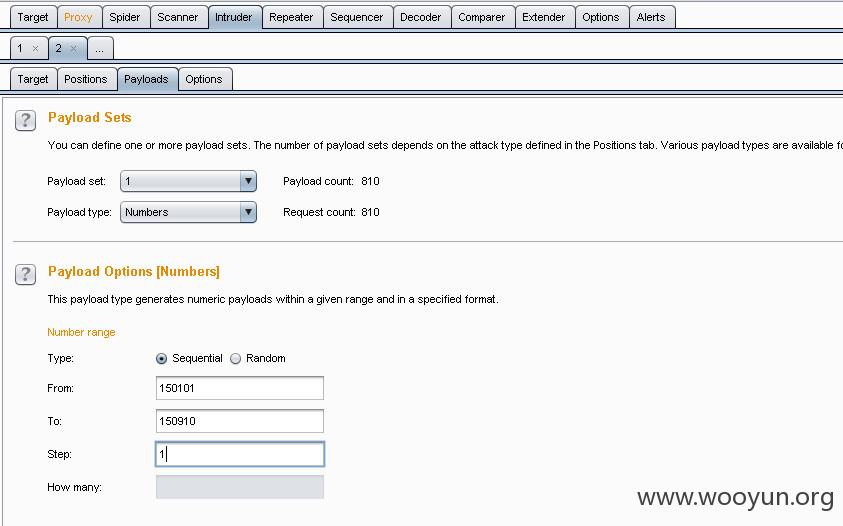 Target Proxy Spider Scanner Intruder Repeater Sequencer Decoder Comparer Extender Options Alerts
1 × 2 × ...
Target Positions Payloads Options
? Payload Sets
You can define one or more payload sets. The number of payload sets depends on the attack type defined in the Positions tab. Various payload types are available fo
Payload set: 1 Payload count: 810
Payload type: Numbers Request count: 810
? Payload Options [Numbers]
This payload type generates numeric payloads within a given range and in a specified format.
Number range
Type: Sequential Random
From: 150101
To: 150910
Step: 1
How many:
www.wooyun.org